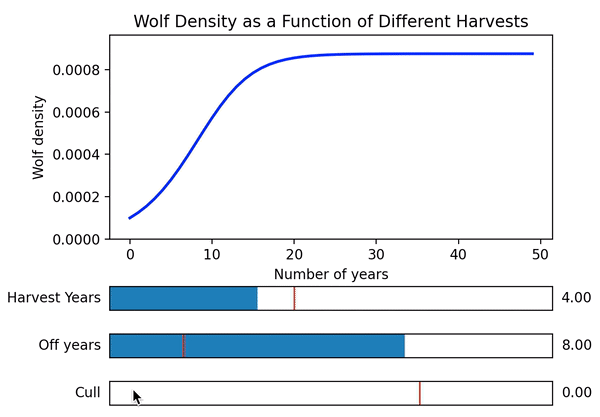 Wolf Density as a Function of Different Harvests
Wolf density
0.0008
0.0006
0.0004
0.0002
0.0000
0 10 20 30 40 50
Number of years
Harvest Years 4.00
Off years 8.00
Cull 0.00